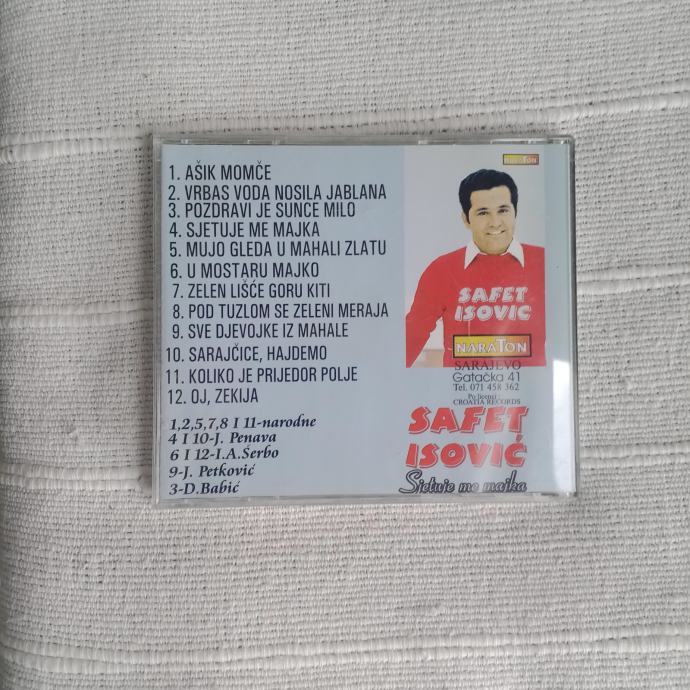 1. AŠIK MOMČE
2. VRBAS VODA NOSILA JABLANA
3. POZDRAVI JE SUNCE MILO
4. SJETUJE ME MAJKA
5. MUJO GLEDA U MAHALI ZLATU
6. U MOSTARU MAJKO
7. ZELEN LIŠĆE GORU KITI
8. POD TUZLOM SE ZELENI MERAJA
9. SVE DJEVOJKE IZ MAHALE
10. SARAJČICE, HAJDEMO
11. KOLIKO JE PRIJEDOR POLJE
12. OJ, ZEKIJA
1,2,5,7,8 I 11-narodne
4 I 10-J. Penava
6 I 12-I.A.Šerbo
9-J. Petković
3-D.Babić
NARATON
SAFET
ISOVIC
NARATON
SARAJEVO
Gatačka 41
Tel. 071 458 362
Po licenci
CROATIA RECORDS
SAFET
ISOVIĆ
Sjetuje me majka